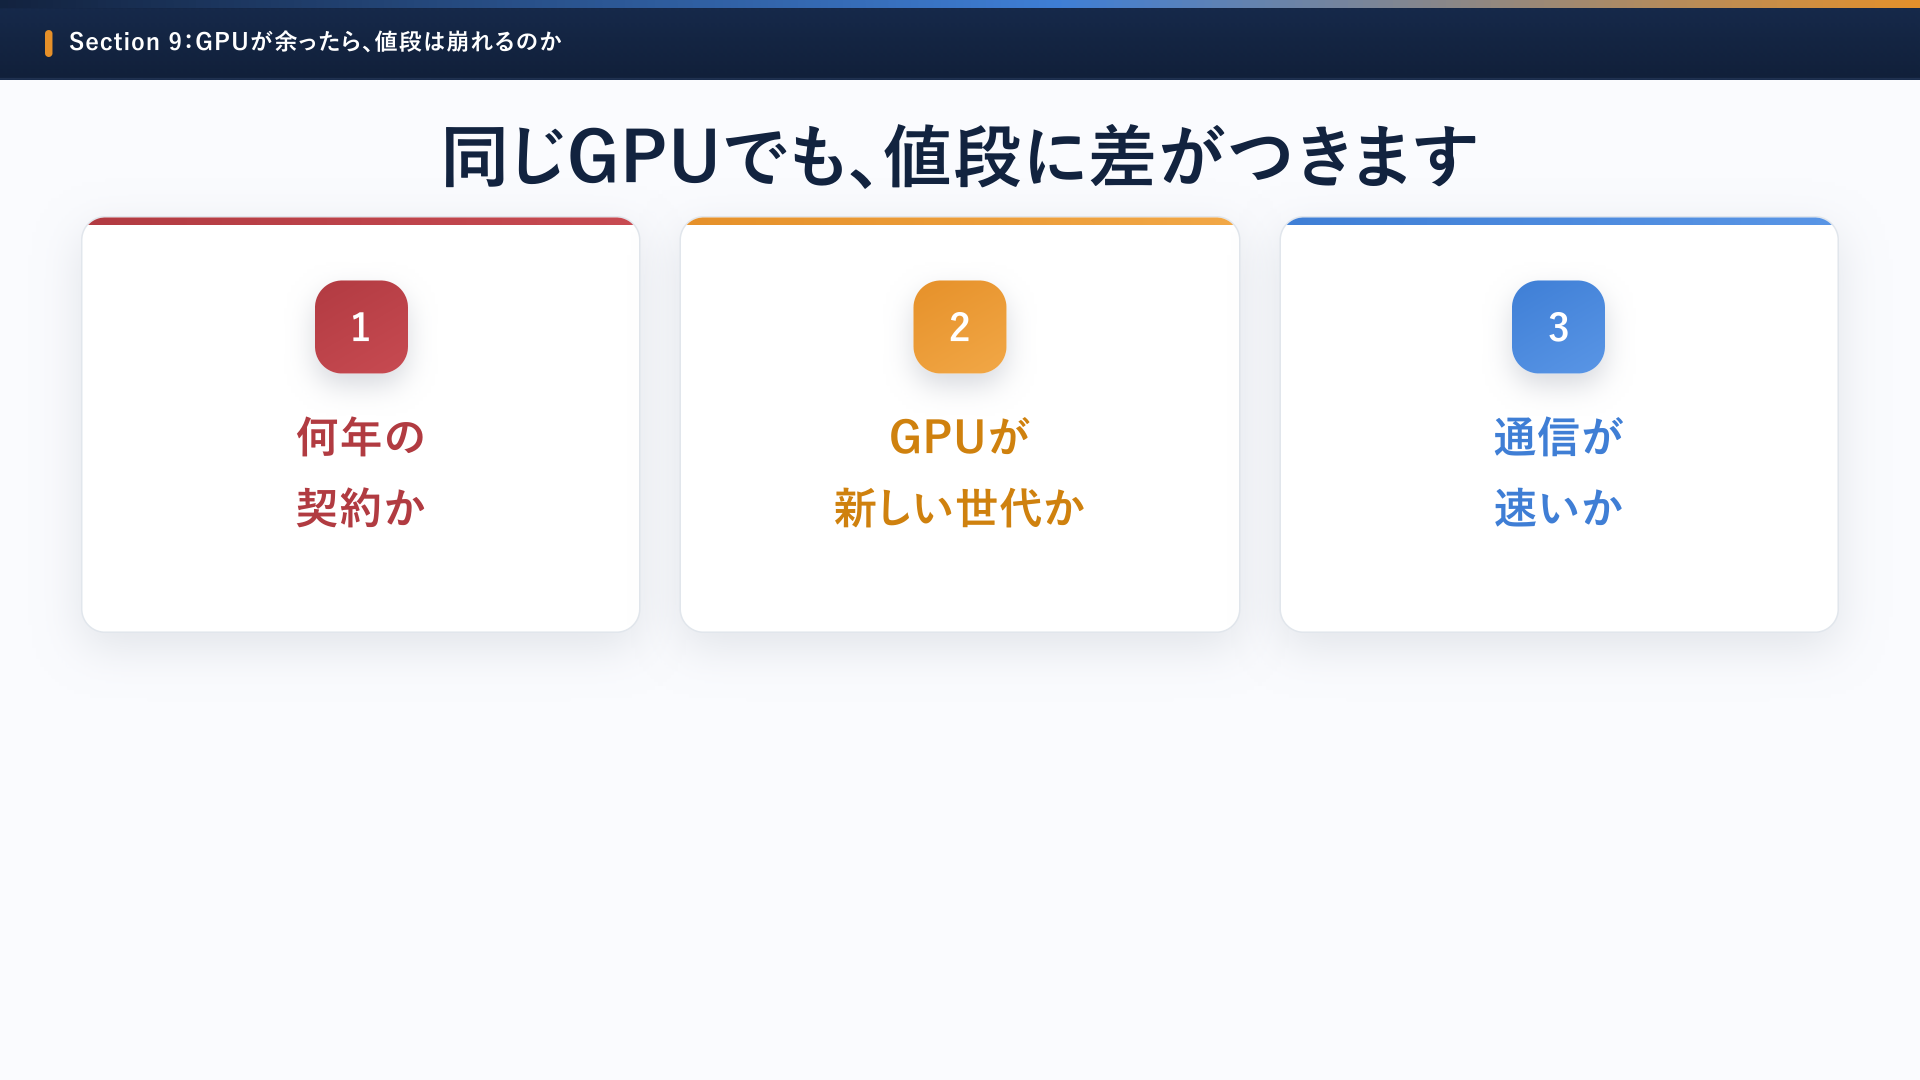 Section 9：GPUが余ったら、値段は崩れるのか
同じGPUでも、値段に差がつきます
1
何年の
契約か
2
GPUが
新しい世代か
3
通信が
速いか